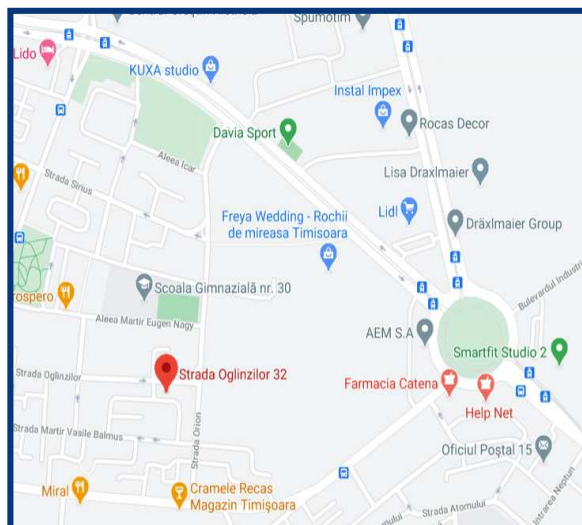 Spumotim
Lido
KUXA studio
Instal Impex
Rocas Decor
Davia Sport
Aleea Icar
Lisa Draxlmaier
Strada Sirius
Lidl
Freya Wedding - Rochii
de mireasa Timisoara
Dräxlmaier Group
Scoala Gimnazială nr. 30
Bulevardul Industri
rospero
Aleea Martir Eugen Nagy
AEM S.A
Smartfit Studio 2
Strada Oglinzilor
Strada Oglinzilor 32
Farmacia Catena
Help Net
Strada Orion
Strada Martir Vasile Balmus
Oficiul Poștal 15
Miral
Cramele Recas
Magazin Timișoara
Strada Atomului
Intrarea Neptun